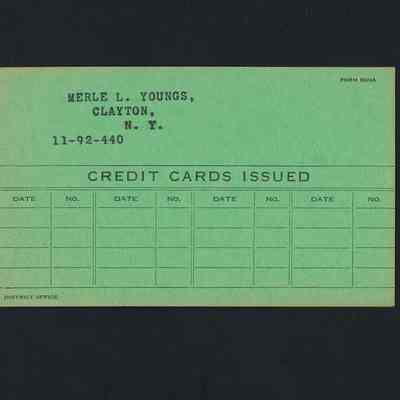 FORM 800A
MERLE L. YOUNGS,
CLAYTON,
N. Y.
11-92-440
CREDIT CARDS ISSUED
DATE NO. DATE NO. DATE NO. DATE NO.
DISTRICT OFFICE